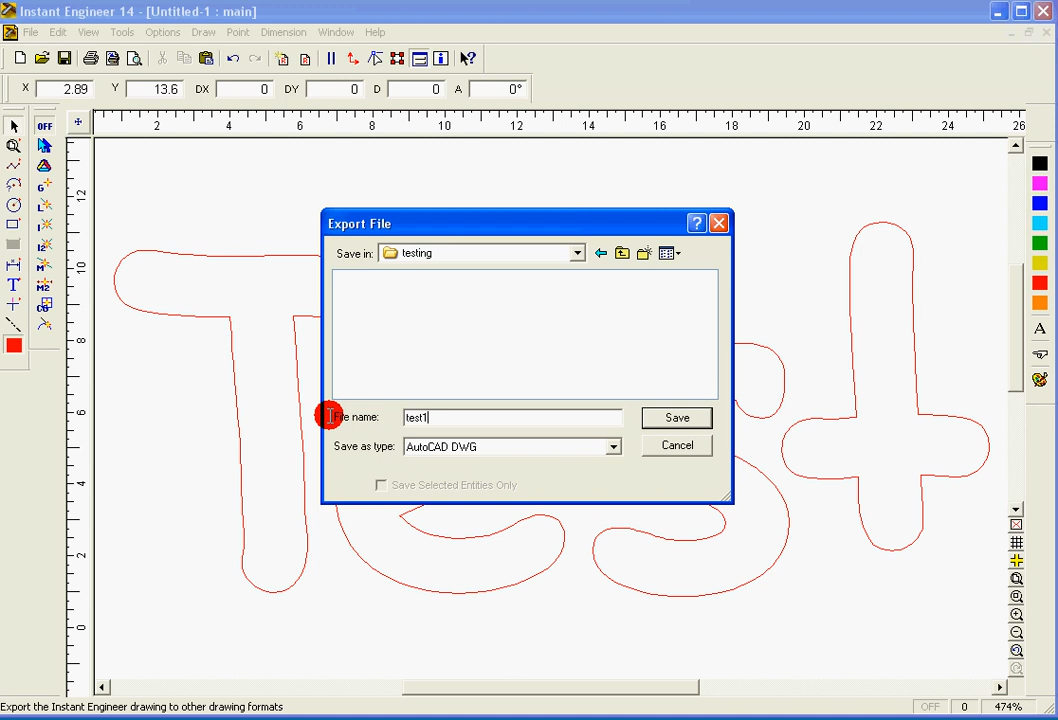 Instant Engineer 14 - [Untitled-1 : main]
File Edit View Tools Options Draw Point Dimension Window Help
X 2.89 Y 13.6 DX 0 DY 0 D 0 A 0°
2 4 6 8 10 12 14 16 18 20 22 24 26
OFF
G
L
I
I2
M
M2
CG
T
A
12
10
8
6
4
2
0
Test
Export File
Save in: testing
File name: test1 Save
Save as type: AutoCAD DWG Cancel
Save Selected Entities Only
Export the Instant Engineer drawing to other drawing formats OFF 0 474%